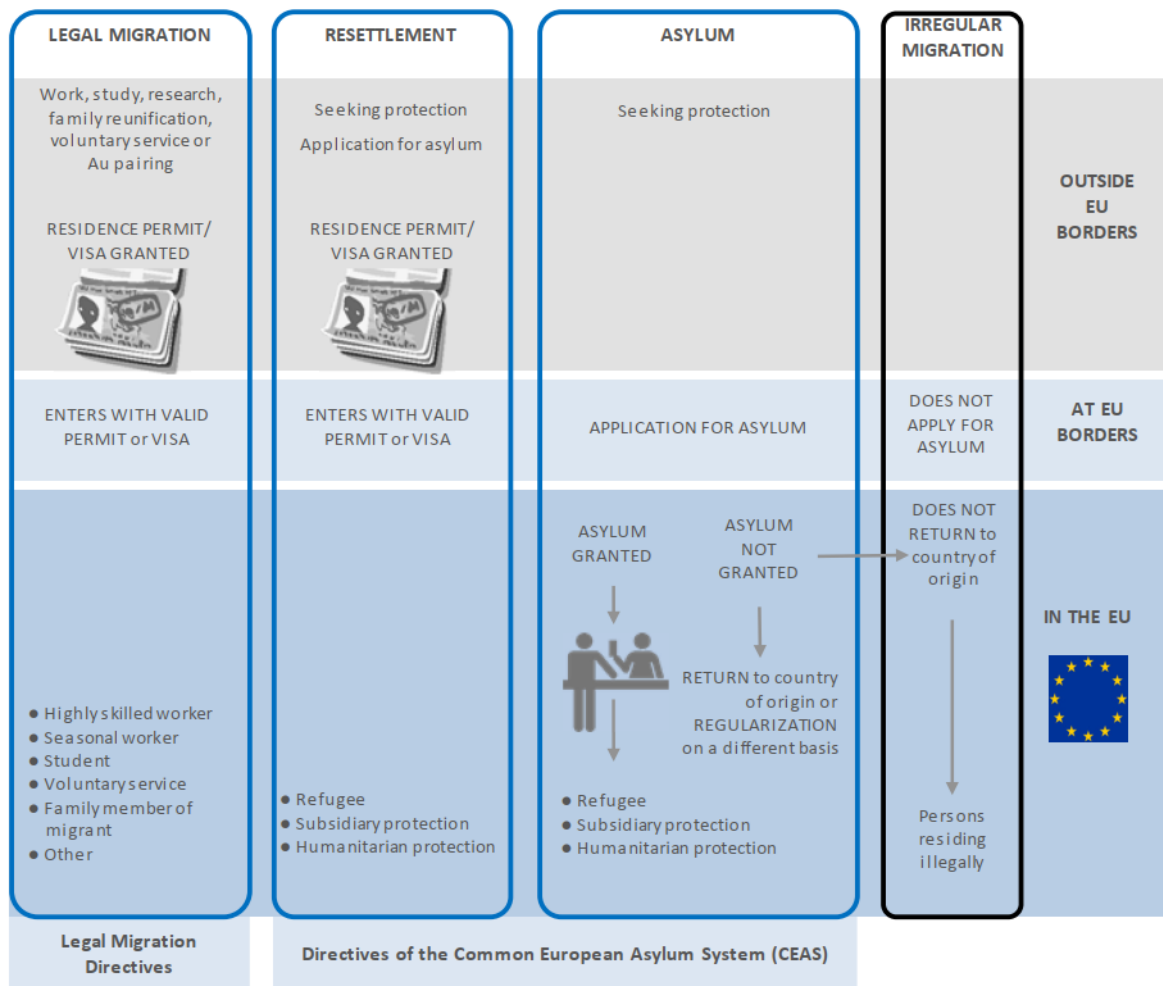 LEGAL MIGRATION
RESETTLEMENT
ASYLUM
IRREGULAR
MIGRATION
Work, study, research,
family reunification,
voluntary service or
Au pairing
RESIDENCE PERMIT/
VISA GRANTED
Seeking protection
Application for asylum
RESIDENCE PERMIT/
VISA GRANTED
Seeking protection
OUTSIDE
EU
BORDERS
ENTERS WITH VALID
PERMIT or VISA
ENTERS WITH VALID
PERMIT or VISA
APPLICATION FOR ASYLUM
DOES NOT
APPLY FOR
ASYLUM
AT EU
BORDERS
● Highly skilled worker
● Seasonal worker
● Student
● Voluntary service
● Family member of
migrant
● Other
● Refugee
● Subsidiary protection
● Humanitarian protection
ASYLUM
GRANTED
ASYLUM
NOT
GRANTED
RETURN to country
of origin or
REGULARIZATION
on a different basis
● Refugee
● Subsidiary protection
● Humanitarian protection
DOES NOT
RETURN to
country of
origin
Persons
residing
illegally
IN THE EU
Legal Migration
Directives
Directives of the Common European Asylum System (CEAS)